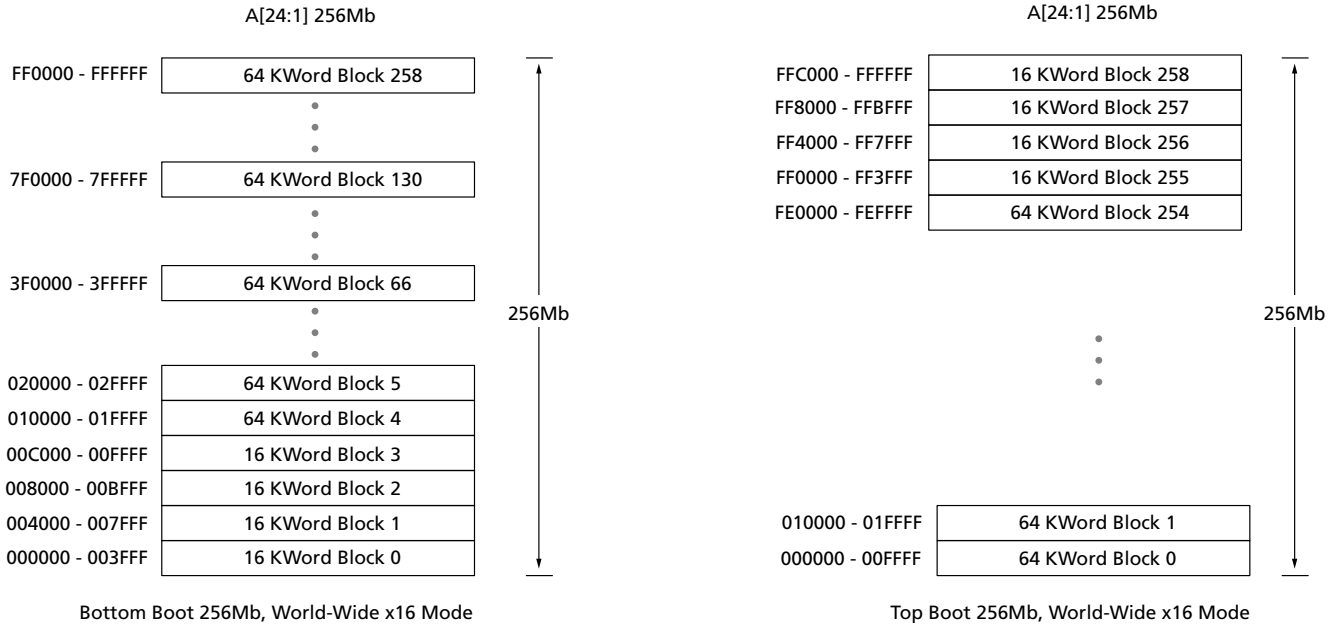 A[24:1] 256Mb
FF0000 - FFFFFF 64 KWord Block 258
7F0000 - 7FFFFF 64 KWord Block 130
3F0000 - 3FFFFF 64 KWord Block 66
256Mb
020000 - 02FFFF 64 KWord Block 5
010000 - 01FFFF 64 KWord Block 4
00C000 - 00FFFF 16 KWord Block 3
008000 - 00BFFF 16 KWord Block 2
004000 - 007FFF 16 KWord Block 1
000000 - 003FFF 16 KWord Block 0
Bottom Boot 256Mb, World-Wide x16 Mode
A[24:1] 256Mb
FFC000 - FFFFFF 16 KWord Block 258
FF8000 - FFBFFF 16 KWord Block 257
FF4000 - FF7FFF 16 KWord Block 256
FF0000 - FF3FFF 16 KWord Block 255
FE0000 - FEFFFF 64 KWord Block 254
256Mb
010000 - 01FFFF 64 KWord Block 1
000000 - 00FFFF 64 KWord Block 0
Top Boot 256Mb, World-Wide x16 Mode